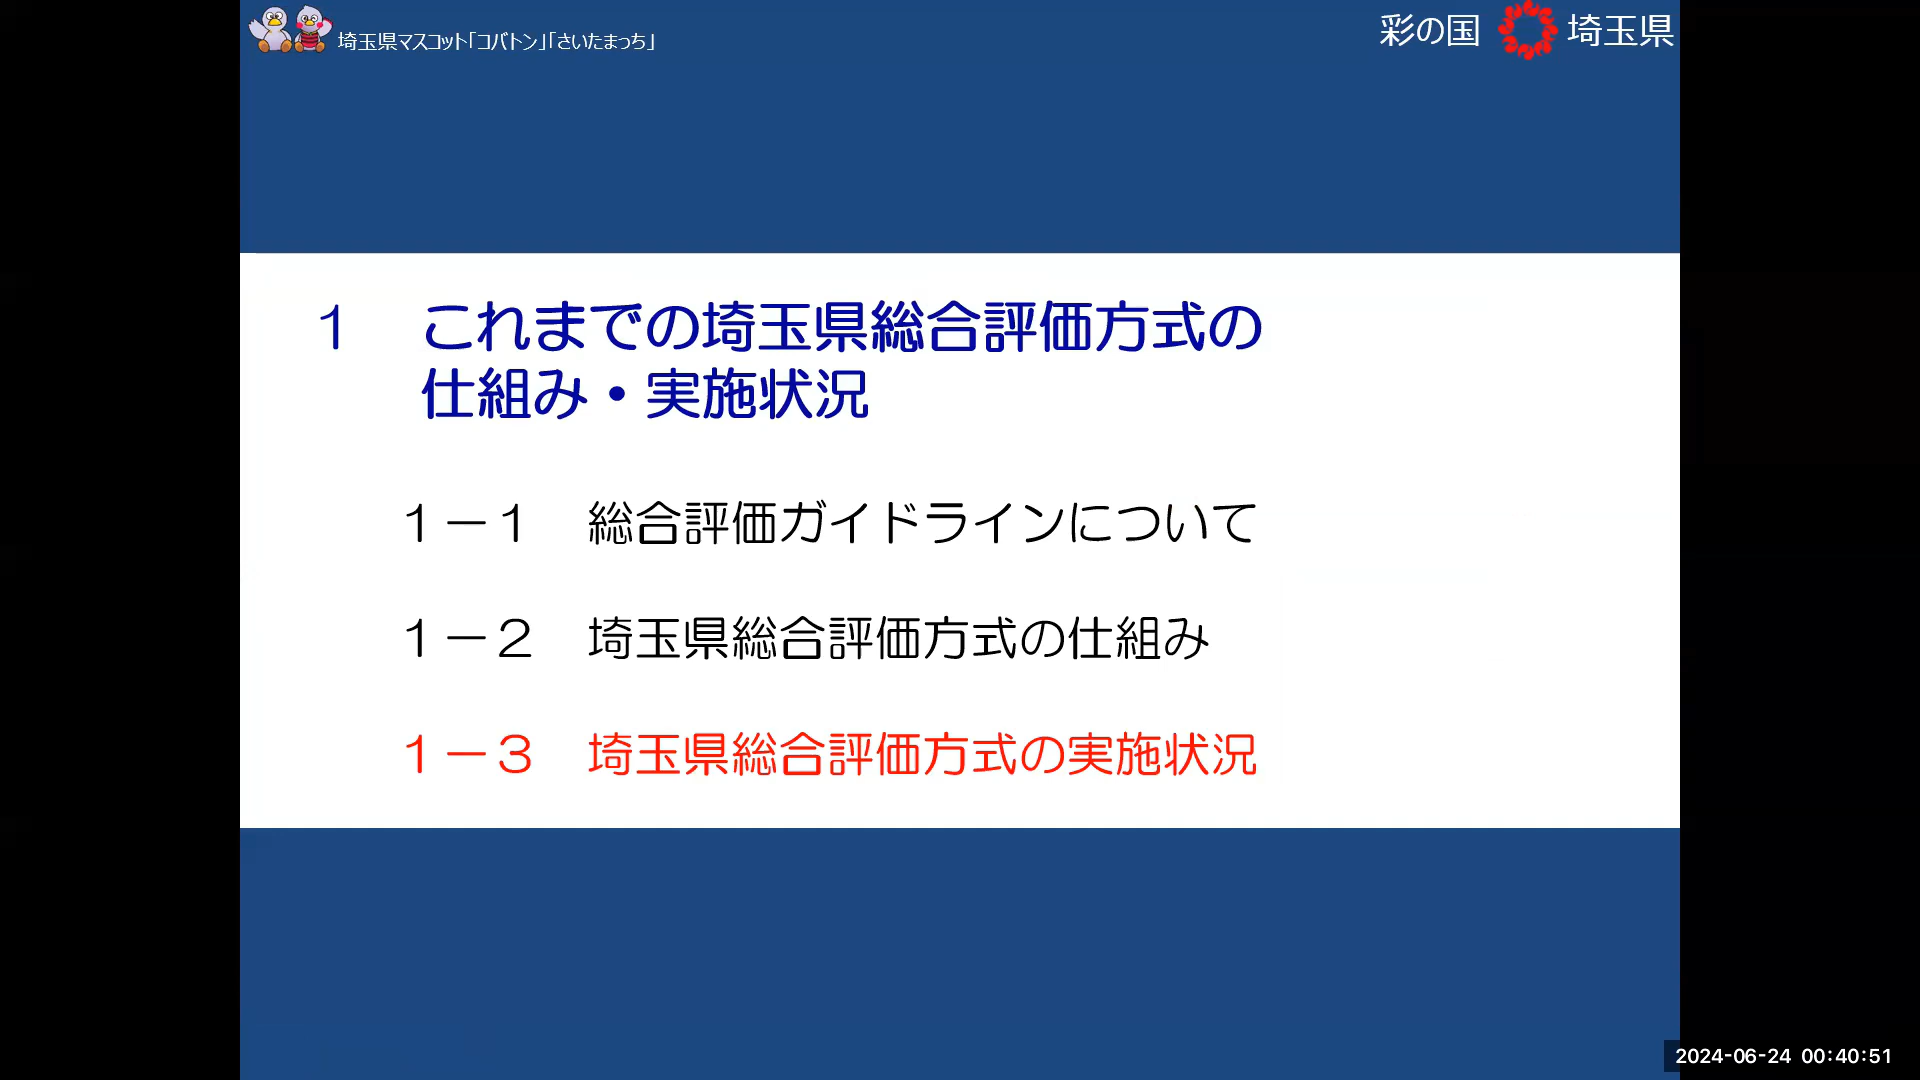 埼玉県マスコット「コバトン」「さいたまっち」
彩の国 埼玉県
１　これまでの埼玉県総合評価方式の
仕組み・実施状況
１－１　総合評価ガイドラインについて
１－２　埼玉県総合評価方式の仕組み
１－３　埼玉県総合評価方式の実施状況
2024-06-24 00:40:51